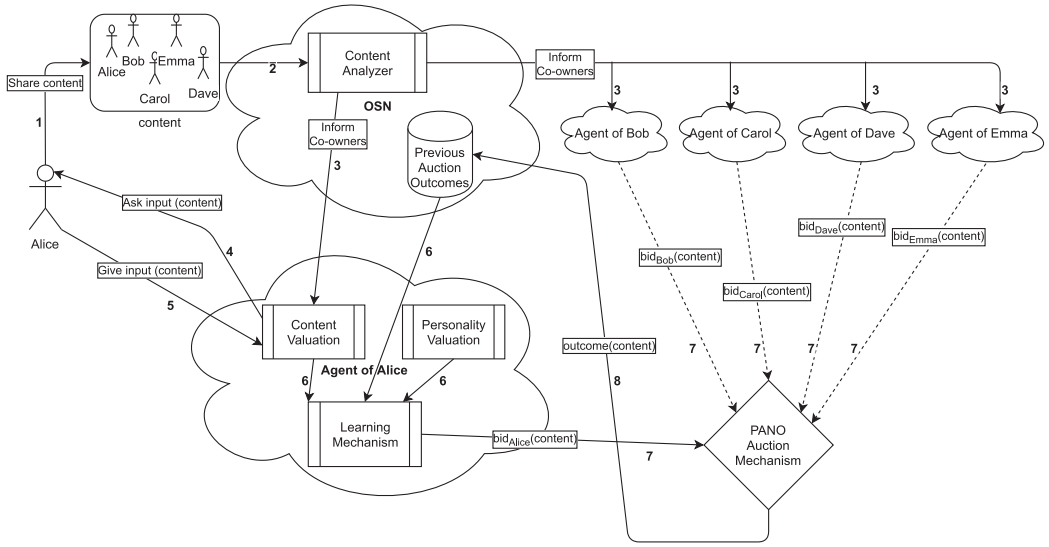 Alice
Bob
Emma
Carol
Dave
content
Share content
1
2
Content
Analyzer
OSN
Inform
Co-owners
3
3
3
3
Agent of Bob
Agent of Carol
Agent of Dave
Agent of Emma
Inform
Co-owners
3
Previous
Auction
Outcomes
Alice
Ask input (content)
4
Give input (content)
5
6
Content
Valuation
Personality
Valuation
Agent of Alice
6
6
Learning
Mechanism
bidAlice(content)
7
bidBob(content)
bidCarol(content)
bidDave(content)
bidEmma(content)
7
7
7
7
outcome(content)
8
PANO
Auction
Mechanism